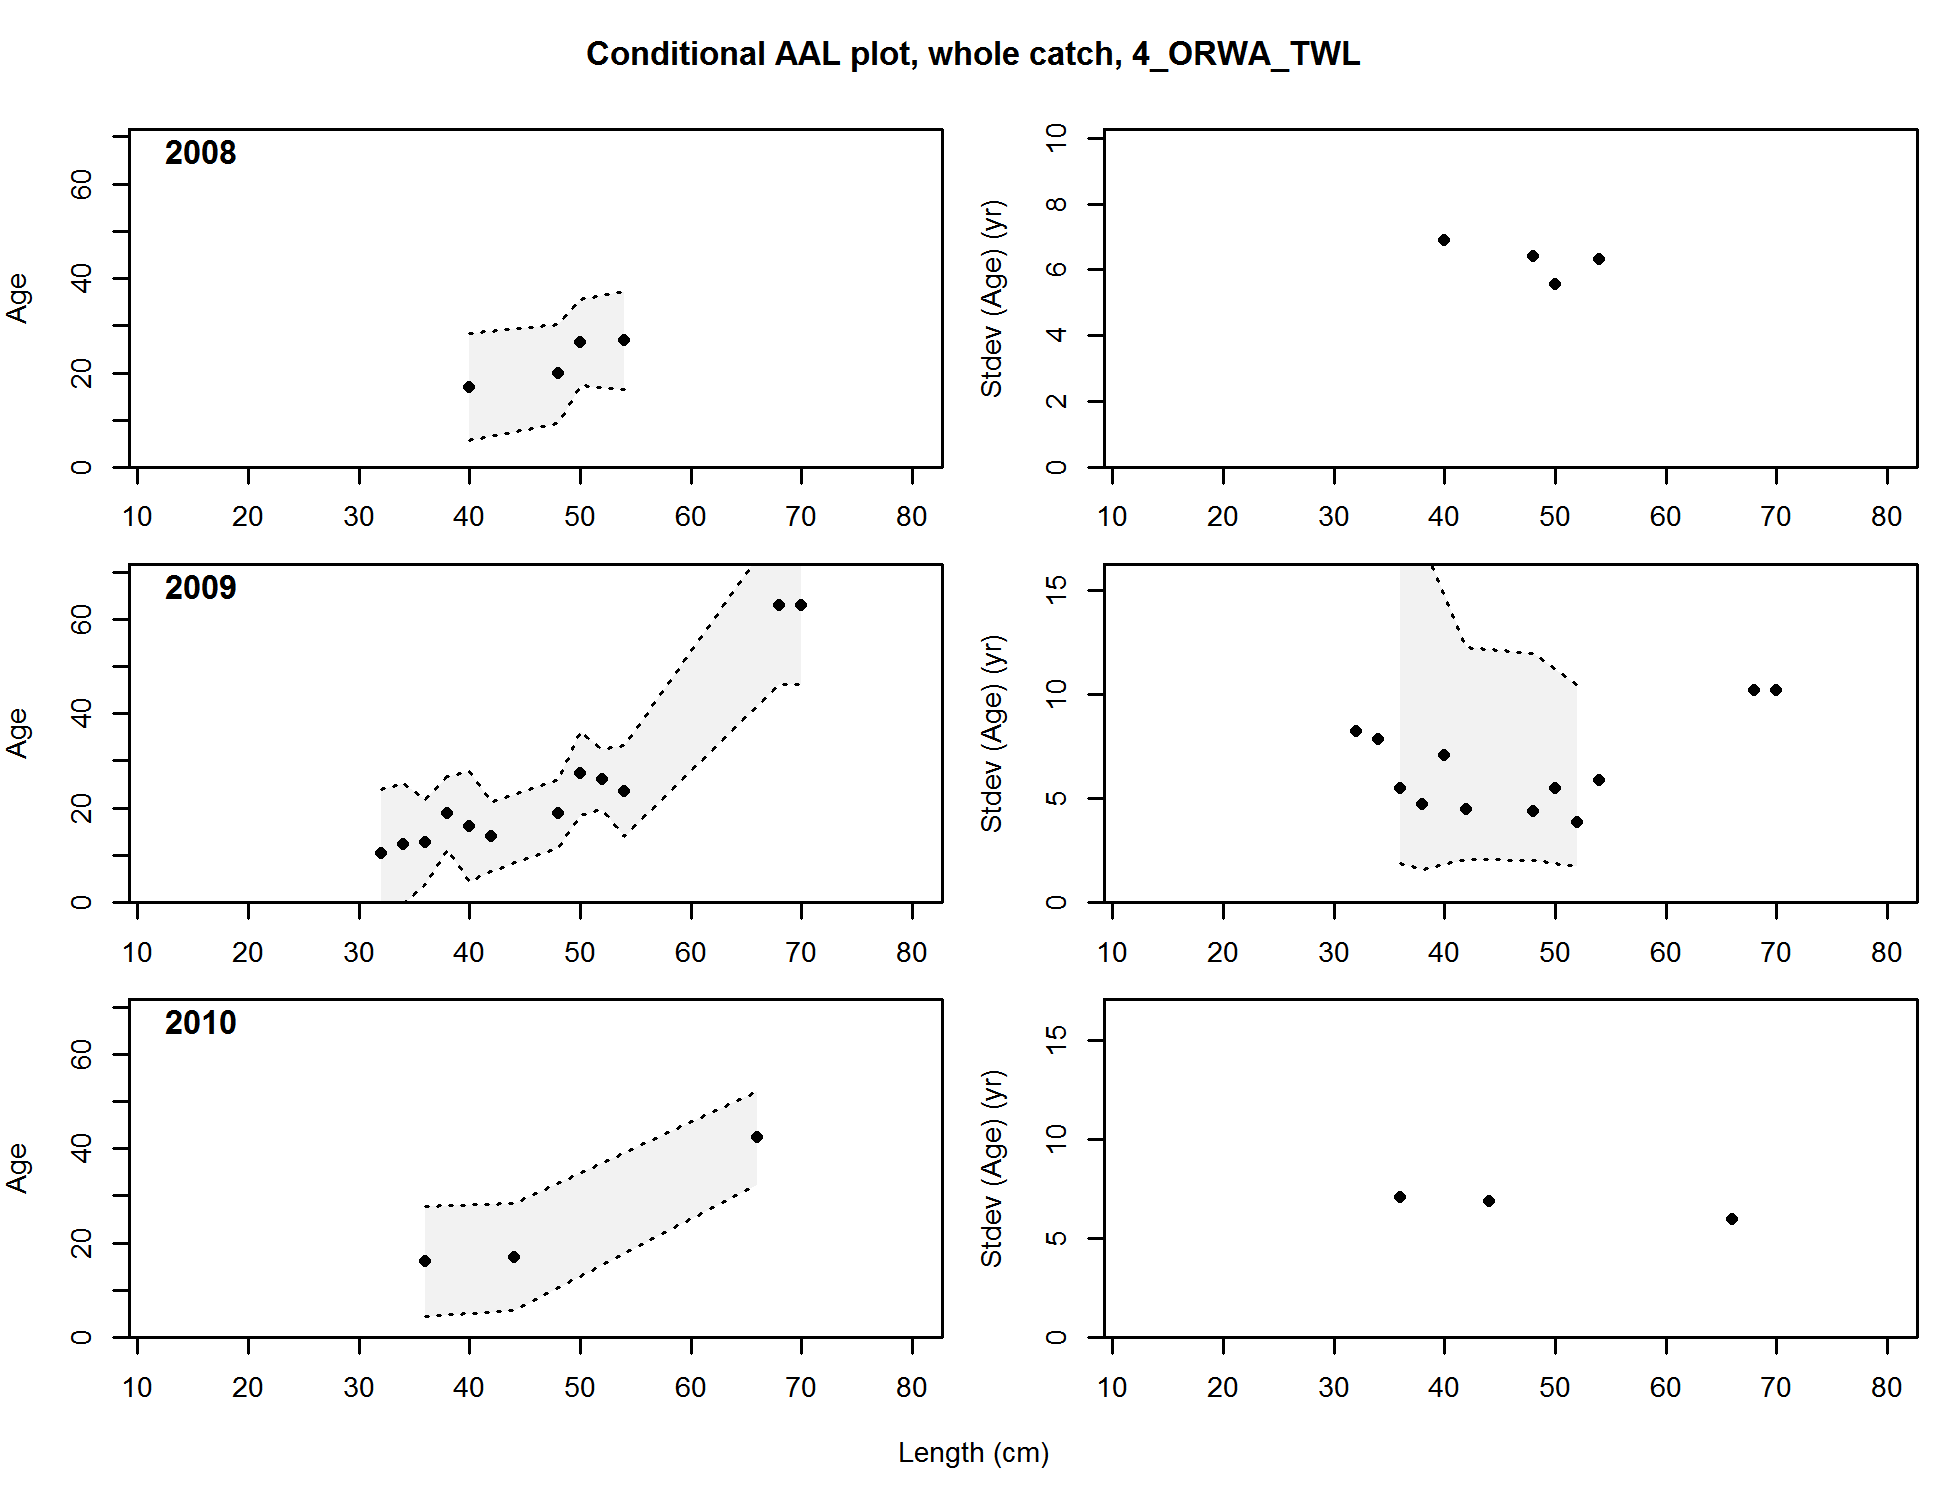 Conditional AAL plot, whole catch, 4_ORWA_TWL
2008
Age
0 20 40 60
10 20 30 40 50 60 70 80
Stdev (Age) (yr)
0 2 4 6 8 10
10 20 30 40 50 60 70 80
2009
Age
0 20 40 60
10 20 30 40 50 60 70 80
Stdev (Age) (yr)
0 5 10 15
10 20 30 40 50 60 70 80
2010
Age
0 20 40 60
10 20 30 40 50 60 70 80
Stdev (Age) (yr)
0 5 10 15
10 20 30 40 50 60 70 80
Length (cm)